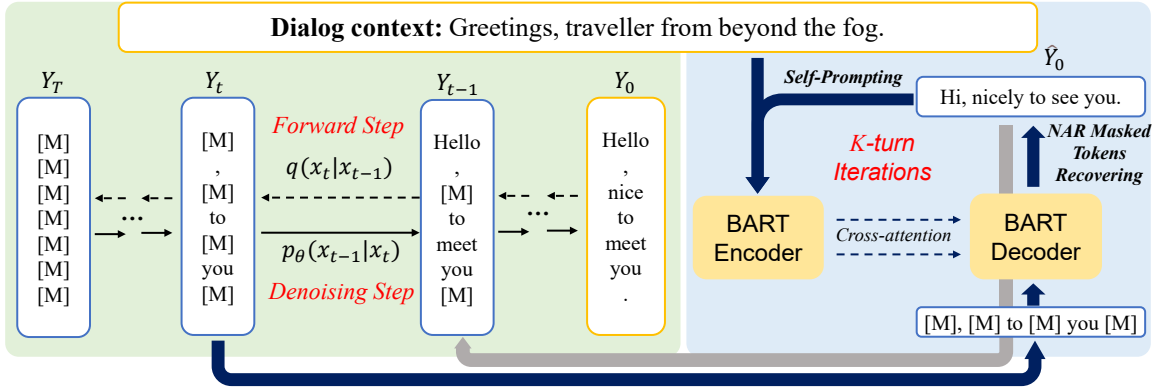 Dialog context: Greetings, traveller from beyond the fog.
Y_T
[M]
[M]
[M]
[M]
[M]
[M]
[M]
...
Y_t
[M]
,
[M]
to
[M]
you
[M]
Forward Step
q(x_t|x_{t-1})
p_θ(x_{t-1}|x_t)
Denoising Step
Y_{t-1}
Hello
,
[M]
to
meet
you
[M]
...
Y_0
Hello
,
nice
to
meet
you
.
Self-Prompting
Ŷ_0
Hi, nicely to see you.
K-turn
Iterations
NAR Masked
Tokens
Recovering
BART
Encoder
Cross-attention
BART
Decoder
[M], [M] to [M] you [M]